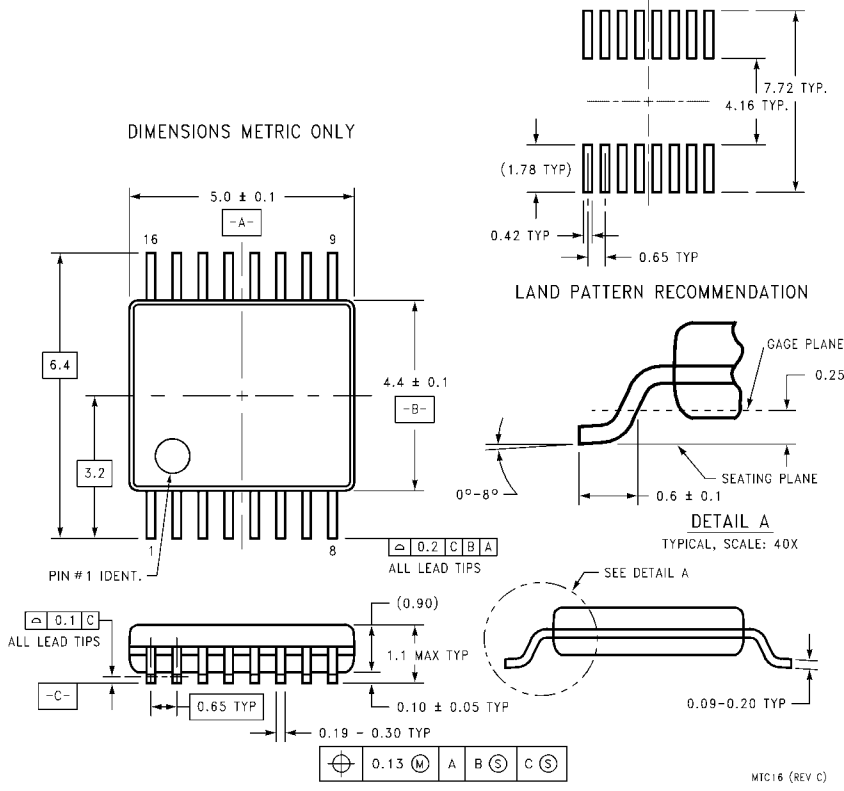 7.72 TYP.
4.16 TYP.
(1.78 TYP)
0.42 TYP
0.65 TYP
LAND PATTERN RECOMMENDATION
DIMENSIONS METRIC ONLY
5.0 ± 0.1
-A-
16
9
6.4
3.2
4.4 ± 0.1
-B-
1
8
PIN #1 IDENT.
⌓ 0.2 C B A
ALL LEAD TIPS
GAGE PLANE
0.25
SEATING PLANE
0°-8°
0.6 ± 0.1
DETAIL A
TYPICAL, SCALE: 40X
SEE DETAIL A
0.09-0.20 TYP
⌓ 0.1 C
ALL LEAD TIPS
-C-
(0.90)
1.1 MAX TYP
0.65 TYP
0.10 ± 0.05 TYP
0.19 - 0.30 TYP
⌖ 0.13 Ⓜ A B Ⓢ C Ⓢ
MTC16 (REV C)